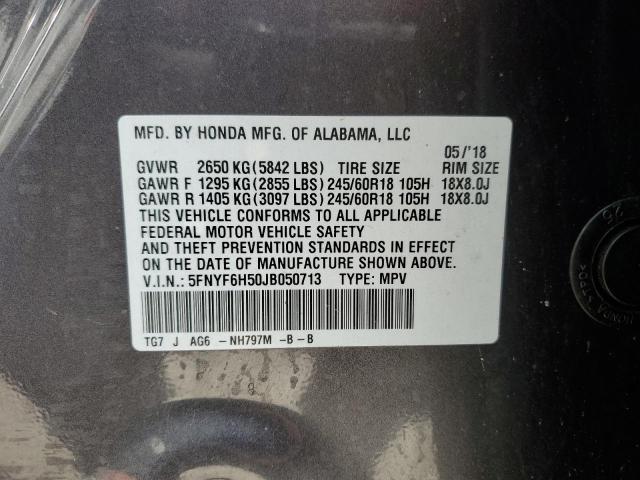 MFD. BY HONDA MFG. OF ALABAMA, LLC
05/'18
GVWR 2650 KG(5842 LBS) TIRE SIZE RIM SIZE
GAWR F 1295 KG(2855 LBS) 245/60R18 105H 18X8.0J
GAWR R 1405 KG(3097 LBS) 245/60R18 105H 18X8.0J
THIS VEHICLE CONFORMS TO ALL APPLICABLE
FEDERAL MOTOR VEHICLE SAFETY
AND THEFT PREVENTION STANDARDS IN EFFECT
ON THE DATE OF MANUFACTURE SHOWN ABOVE.
V.I.N.: 5FNYF6H50JB050713 TYPE: MPV
TG7 J AG6 - NH797M -B - B
25